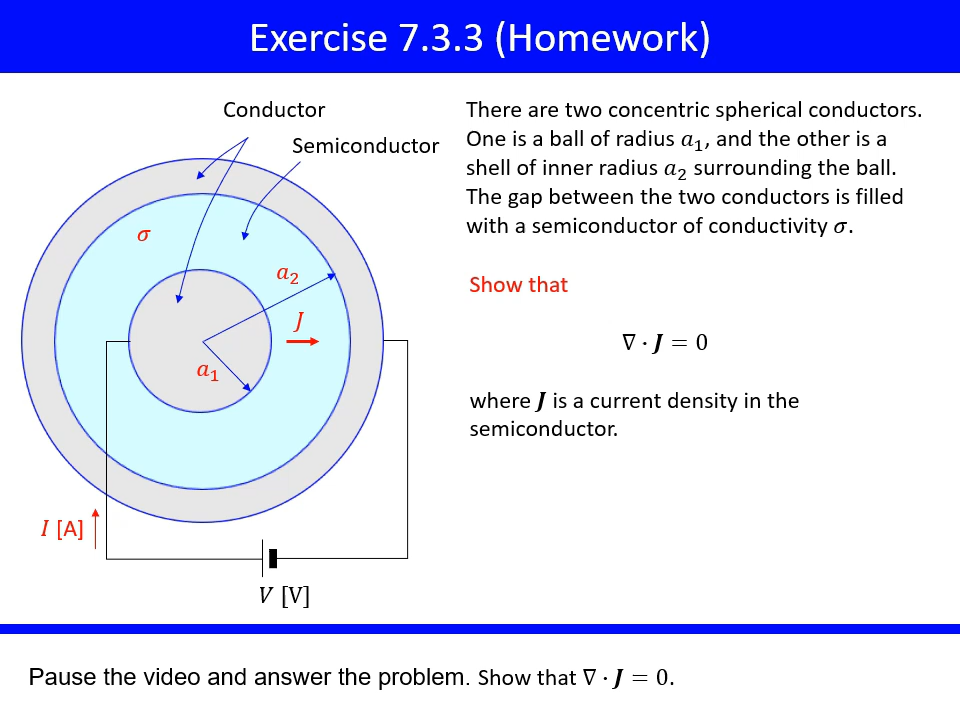 Exercise 7.3.3 (Homework)
Conductor
Semiconductor
σ
a₂
J
a₁
I [A]
V [V]
There are two concentric spherical conductors.
One is a ball of radius a₁, and the other is a
shell of inner radius a₂ surrounding the ball.
The gap between the two conductors is filled
with a semiconductor of conductivity σ.
Show that
∇ · J = 0
where J is a current density in the
semiconductor.
Pause the video and answer the problem. Show that ∇ · J = 0.